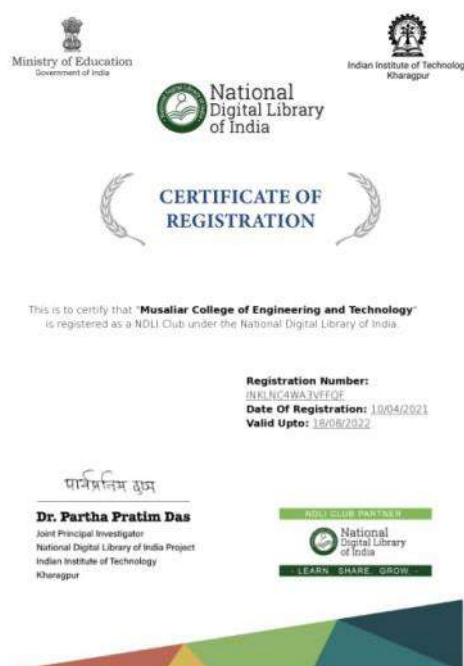 Ministry of Education
Government of India
Indian Institute of Technology
Kharagpur
National
Digital Library
of India
CERTIFICATE OF
REGISTRATION
This is to certify that "Musaliar College of Engineering and Technology"
is registered as a NDLI Club under the National Digital Library of India.
Registration Number:
INKLNC4WA3VFFQF
Date Of Registration: 10/04/2021
Valid Upto: 18/08/2022
Dr. Partha Pratim Das
Joint Principal Investigator
National Digital Library of India Project
Indian Institute of Technology
Kharagpur
NDLI CLUB PARTNER
National
Digital Library
of India
- LEARN SHARE GROW -